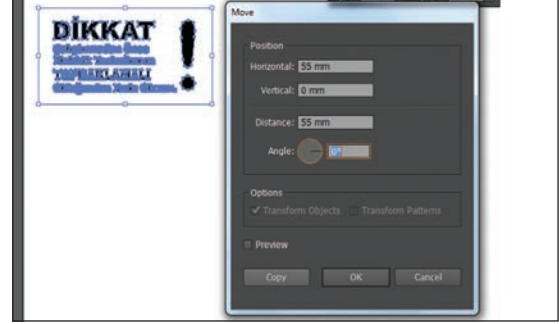 DİKKAT !
TOPRAKLAMALI
Move
Position
Horizontal: 55 mm
Vertical: 0 mm
Distance: 55 mm
Angle: 0°
Options
Transform Objects Transform Patterns
Preview
Copy OK Cancel